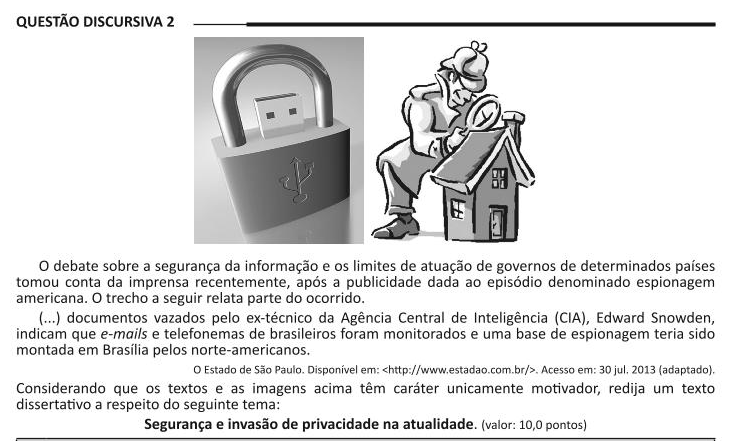 QUESTÃO DISCURSIVA 2
O debate sobre a segurança da informação e os limites de atuação de governos de determinados países
tomou conta da imprensa recentemente, após a publicidade dada ao episódio denominado espionagem
americana. O trecho a seguir relata parte do ocorrido.
(...) documentos vazados pelo ex-técnico da Agência Central de Inteligência (CIA), Edward Snowden,
indicam que e-mails e telefonemas de brasileiros foram monitorados e uma base de espionagem teria sido
montada em Brasília pelos norte-americanos.
O Estado de São Paulo. Disponível em: <http://www.estadao.com.br/>. Acesso em: 30 jul. 2013 (adaptado).
Considerando que os textos e as imagens acima têm caráter unicamente motivador, redija um texto
dissertativo a respeito do seguinte tema:
Segurança e invasão de privacidade na atualidade. (valor: 10,0 pontos)